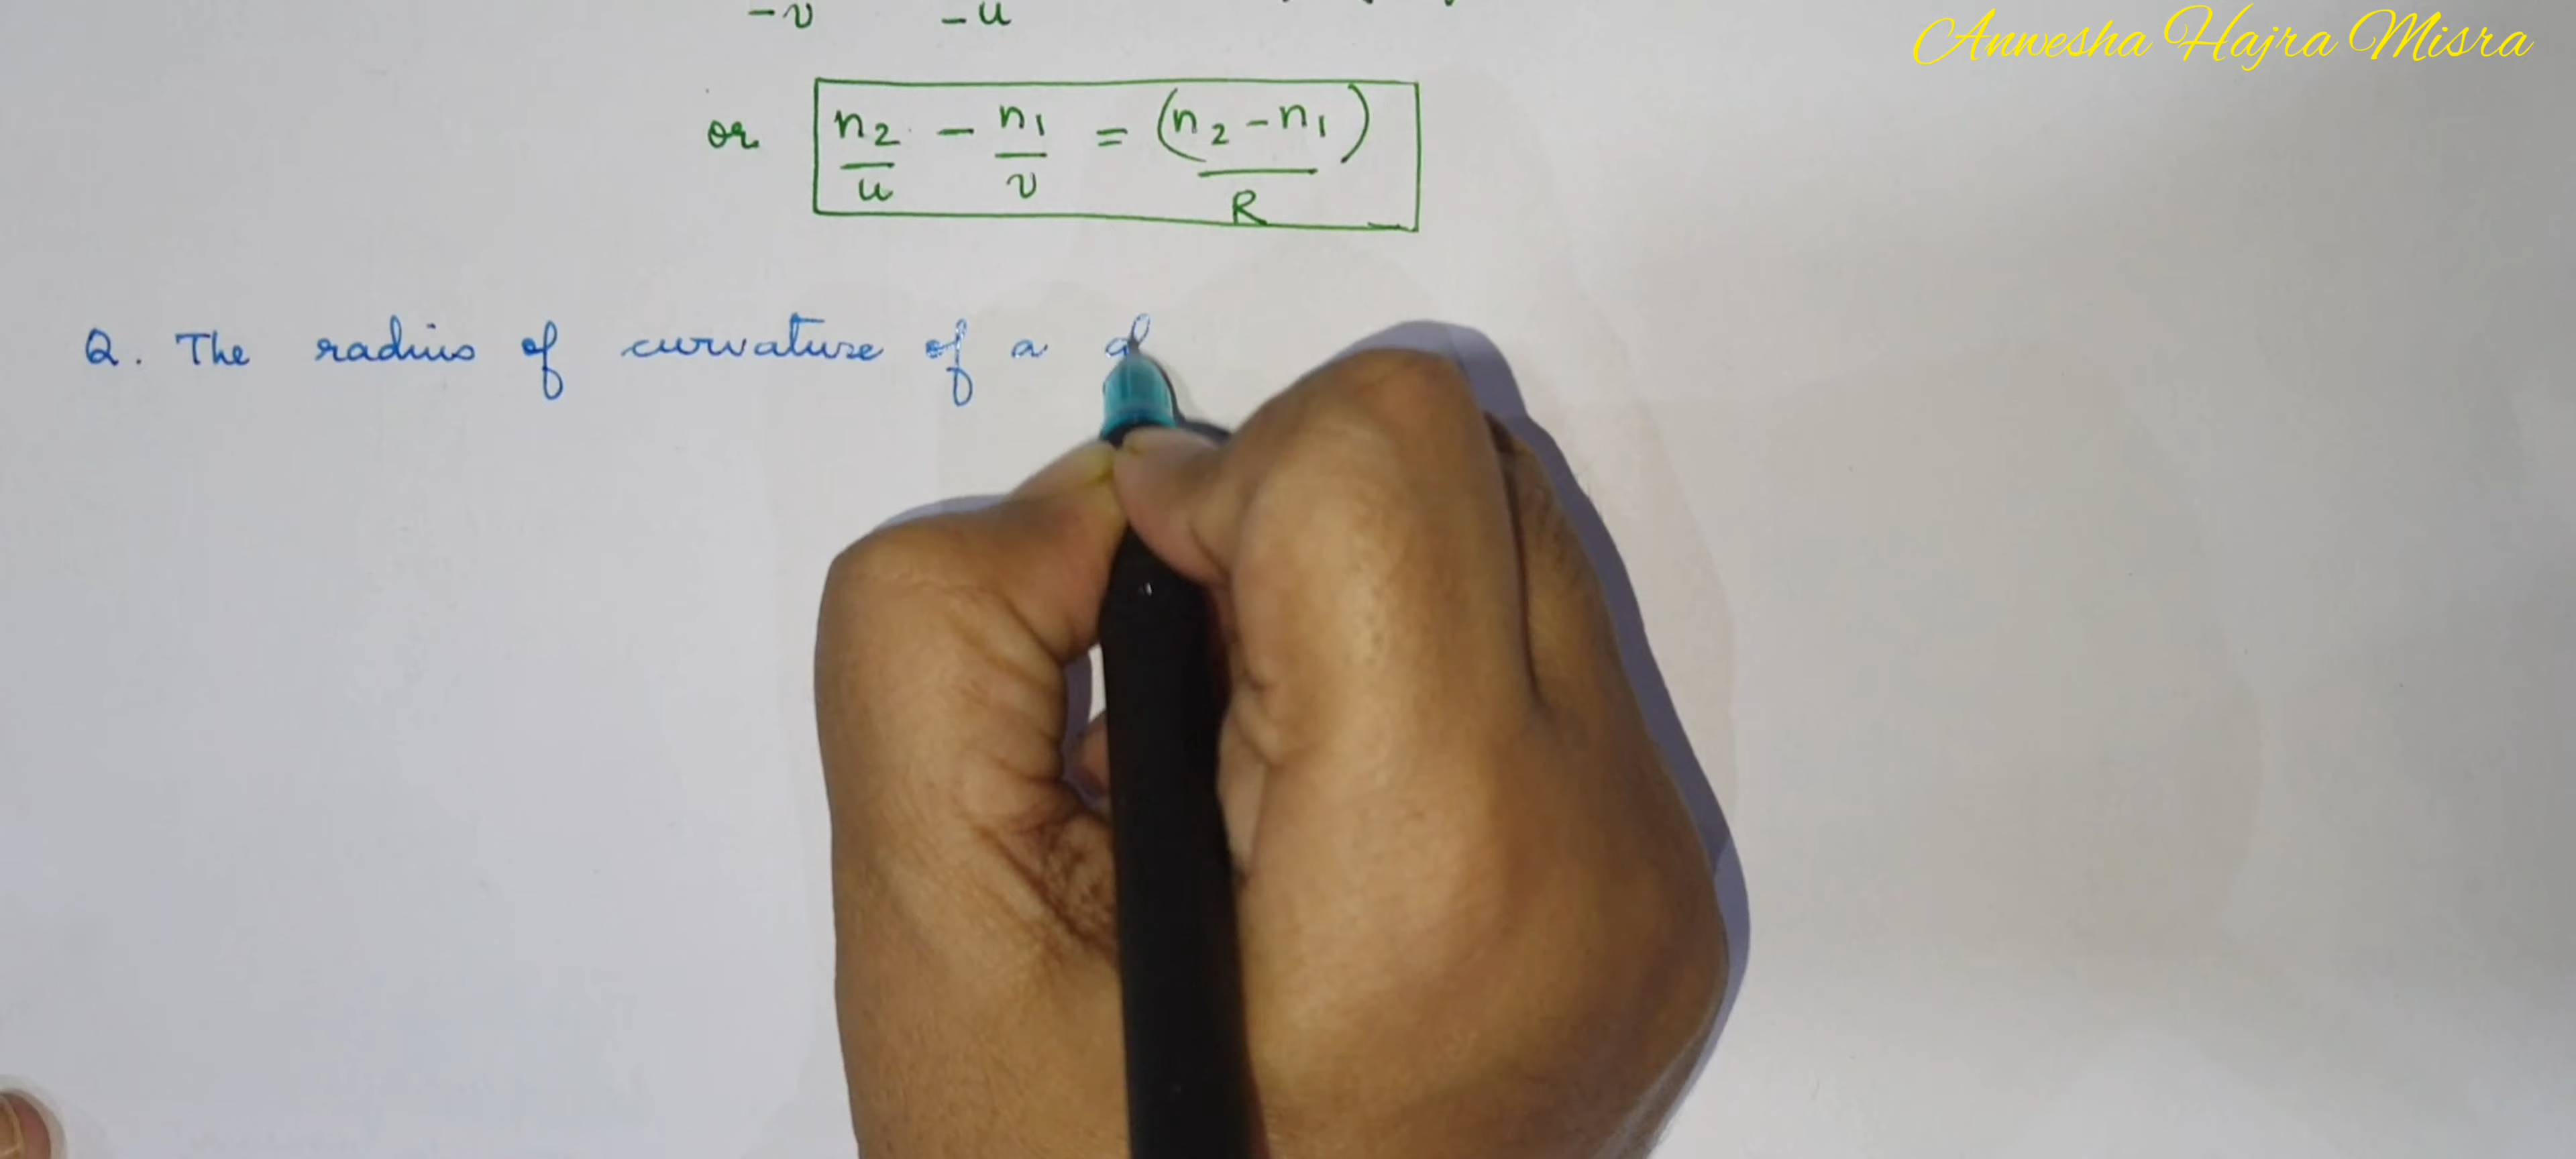 -v -u
Anwesha Hajra Misra
or n2/u - n1/v = (n2-n1)/R
Q. The radius of curvature of a